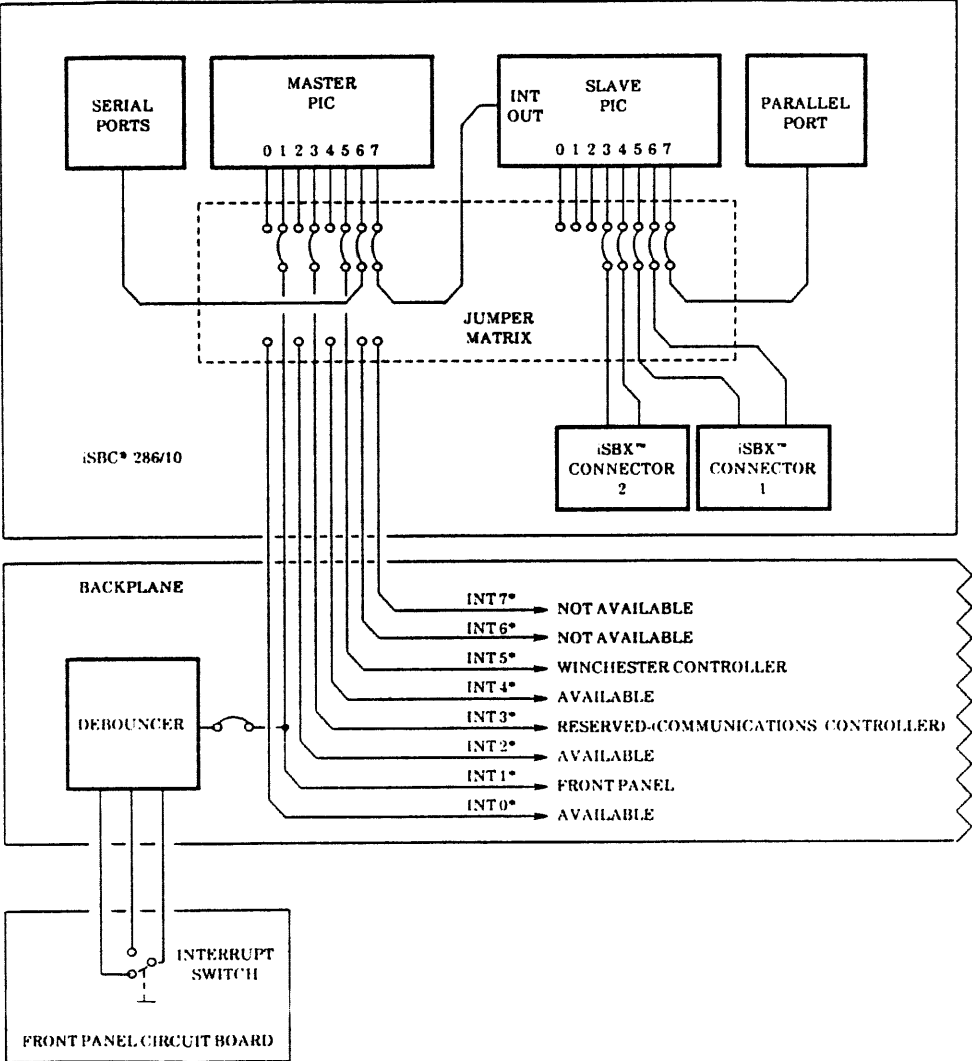 SERIAL
PORTS
MASTER
PIC
0 1 2 3 4 5 6 7
INT
OUT
SLAVE
PIC
0 1 2 3 4 5 6 7
PARALLEL
PORT
JUMPER
MATRIX
iSBC* 286/10
iSBX™
CONNECTOR
2
iSBX™
CONNECTOR
1
BACKPLANE
INT 7* NOT AVAILABLE
INT 6* NOT AVAILABLE
INT 5* WINCHESTER CONTROLLER
INT 4* AVAILABLE
INT 3* RESERVED-(COMMUNICATIONS CONTROLLER)
INT 2* AVAILABLE
INT 1* FRONT PANEL
INT 0* AVAILABLE
DEBOUNCER
INTERRUPT
SWITCH
FRONT PANEL CIRCUIT BOARD